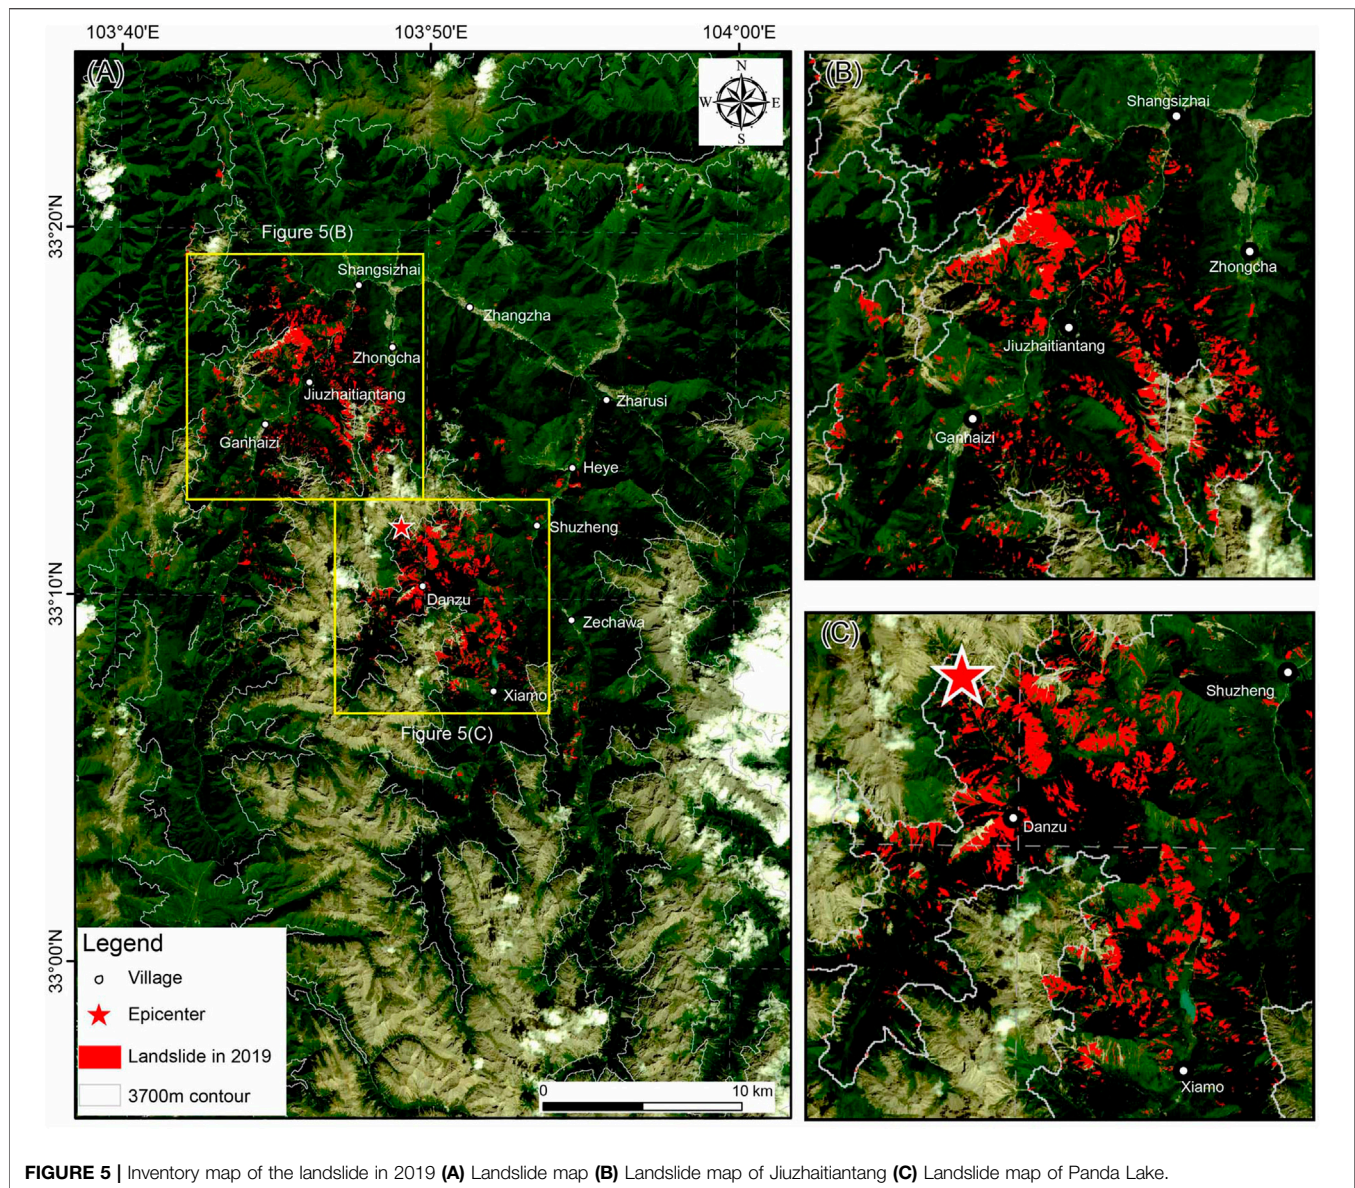 103°40'E 103°50'E 104°00'E
(A)
N
W E
S
33°20'N
33°10'N
33°00'N
Figure 5(B)
Shangsizhai
Zhangzha
Zhongcha
Jiuzhaitiantang
Zharusi
Ganhaizi
Heye
Shuzheng
Danzu
Zechawa
Xiamo
Figure 5(C)
Legend
Village
Epicenter
Landslide in 2019
3700m contour
0 10 km
(B)
Shangsizhai
Zhongcha
Jiuzhaitiantang
Ganhaizi
(C)
Shuzheng
Danzu
Xiamo
FIGURE 5 | Inventory map of the landslide in 2019 (A) Landslide map (B) Landslide map of Jiuzhaitiantang (C) Landslide map of Panda Lake.